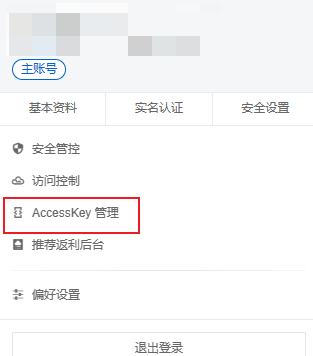 主账号
基本资料 实名认证 安全设置
安全管控
访问控制
AccessKey 管理
推荐返利后台
偏好设置
退出登录